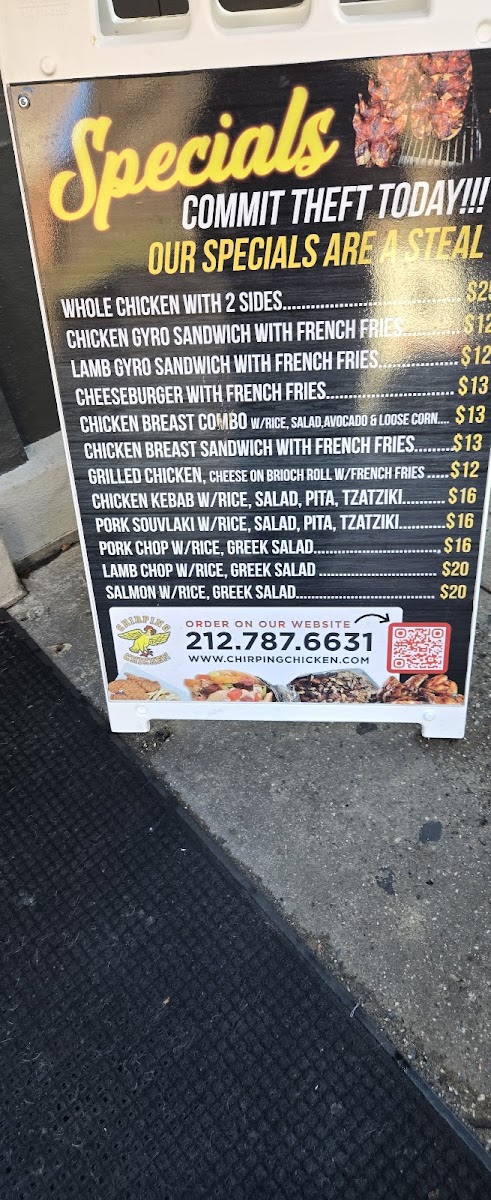 Specials
COMMIT THEFT TODAY!!!
OUR SPECIALS ARE A STEAL
WHOLE CHICKEN WITH 2 SIDES........................................
CHICKEN GYRO SANDWICH WITH FRENCH FRIES............ $12
LAMB GYRO SANDWICH WITH FRENCH FRIES................. $12
CHEESEBURGER WITH FRENCH FRIES............................. $13
CHICKEN BREAST COMBO W/RICE, SALAD,AVOCADO & LOOSE CORN.... $13
CHICKEN BREAST SANDWICH WITH FRENCH FRIES........$13
GRILLED CHICKEN, CHEESE ON BRIOCH ROLL W/FRENCH FRIES ..... $12
CHICKEN KEBAB W/RICE, SALAD, PITA, TZATZIKI..........$16
PORK SOUVLAKI W/RICE, SALAD, PITA, TZATZIKI..........$16
PORK CHOP W/RICE, GREEK SALAD............................ $16
LAMB CHOP W/RICE, GREEK SALAD .......................... $20
SALMON W/RICE, GREEK SALAD............................... $20
CHIRPING CHICKEN
ORDER ON OUR WEBSITE
212.787.6631
WWW.CHIRPINGCHICKEN.COM